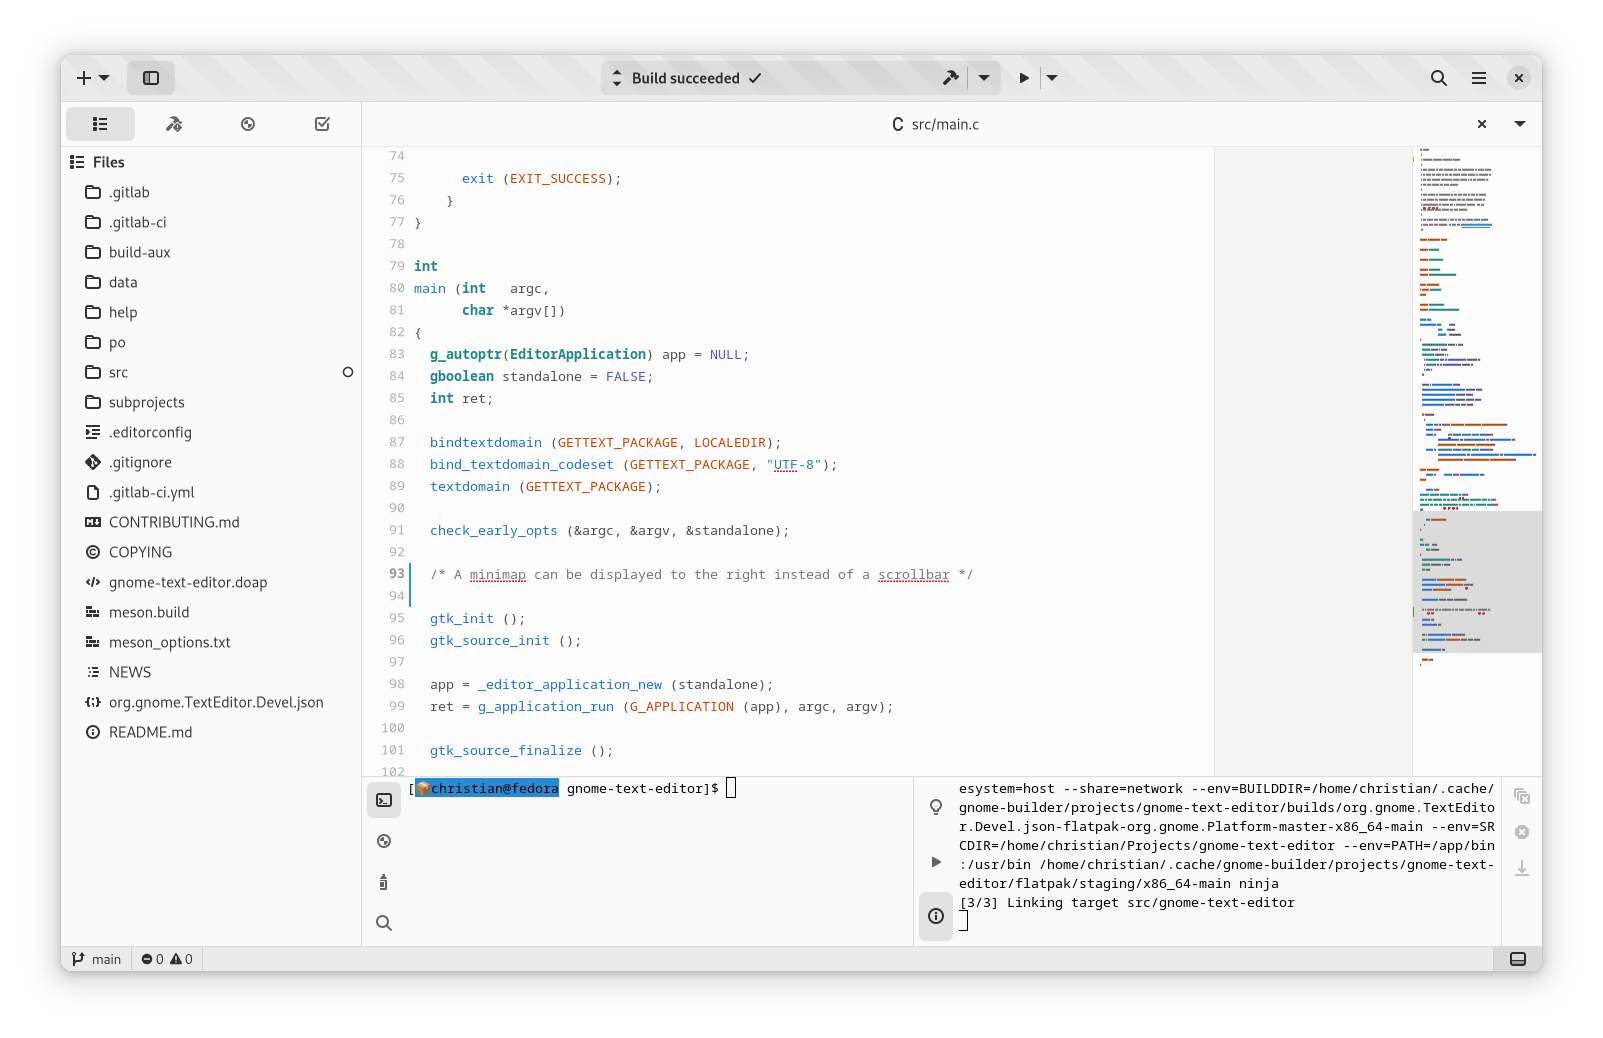 Build succeeded
src/main.c
Files
.gitlab
.gitlab-ci
build-aux
data
help
po
src
subprojects
.editorconfig
.gitignore
.gitlab-ci.yml
CONTRIBUTING.md
COPYING
gnome-text-editor.doap
meson.build
meson_options.txt
NEWS
org.gnome.TextEditor.Devel.json
README.md
74
75       exit (EXIT_SUCCESS);
76     }
77 }
78
79 int
80 main (int   argc,
81       char *argv[])
82 {
83   g_autoptr(EditorApplication) app = NULL;
84   gboolean standalone = FALSE;
85   int ret;
86
87   bindtextdomain (GETTEXT_PACKAGE, LOCALEDIR);
88   bind_textdomain_codeset (GETTEXT_PACKAGE, "UTF-8");
89   textdomain (GETTEXT_PACKAGE);
90
91   check_early_opts (&argc, &argv, &standalone);
92
93   /* A minimap can be displayed to the right instead of a scrollbar */
94
95   gtk_init ();
96   gtk_source_init ();
97
98   app = _editor_application_new (standalone);
99   ret = g_application_run (G_APPLICATION (app), argc, argv);
100
101   gtk_source_finalize ();
102
[📦christian@fedora gnome-text-editor]$
esystem=host --share=network --env=BUILDDIR=/home/christian/.cache/
gnome-builder/projects/gnome-text-editor/builds/org.gnome.TextEdito
r.Devel.json-flatpak-org.gnome.Platform-master-x86_64-main --env=SR
CDIR=/home/christian/Projects/gnome-text-editor --env=PATH=/app/bin
:/usr/bin /home/christian/.cache/gnome-builder/projects/gnome-text-
editor/flatpak/staging/x86_64-main ninja
[3/3] Linking target src/gnome-text-editor
main
0
0